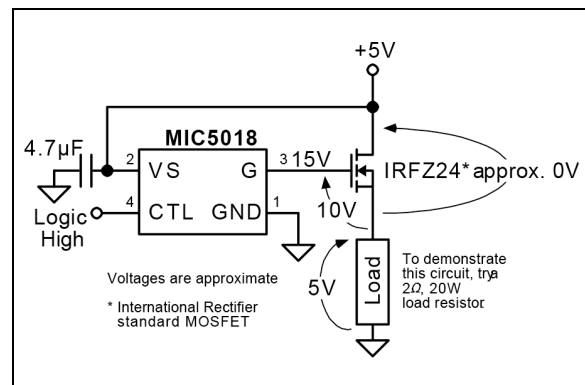 +5V
MIC5018
4.7µF
2
VS
G
3
15V
IRFZ24* approx. 0V
Logic
High
4
CTL
GND
1
10V
Voltages are approximate
* International Rectifier
standard MOSFET
5V
Load
To demonstrate
this circuit, trya
2Ω, 20W
load resistor.